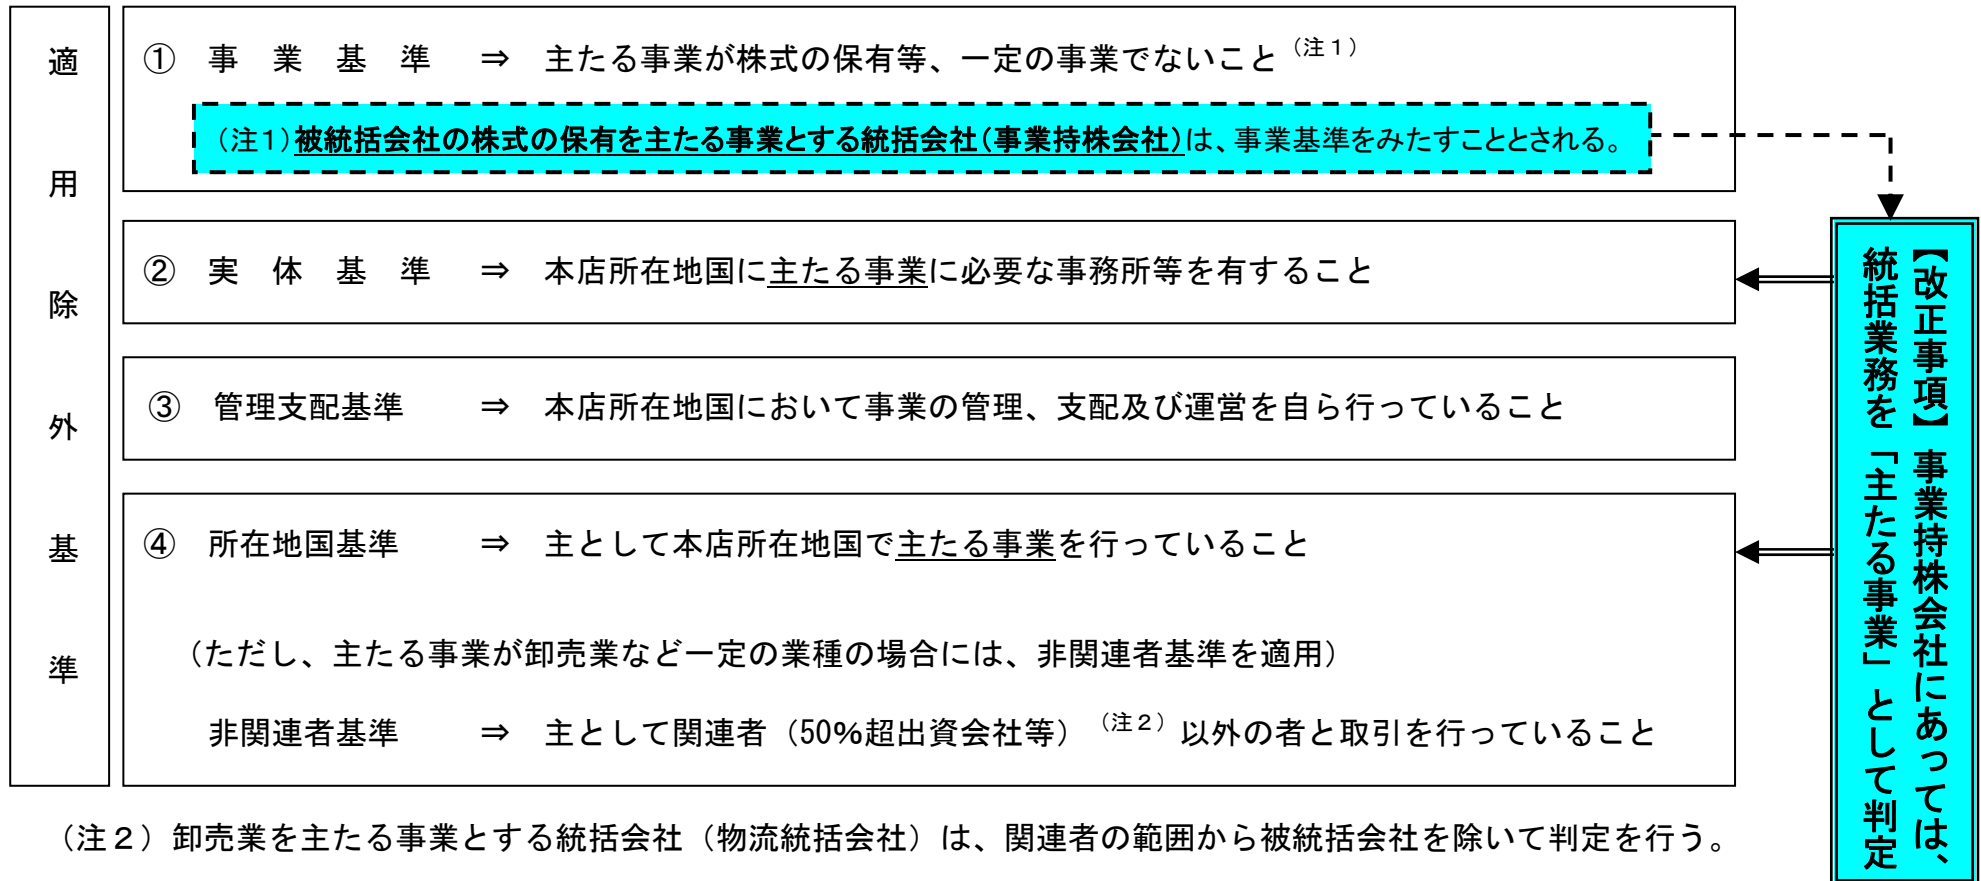 適用除外基準
① 事業基準 ⇒ 主たる事業が株式の保有等、一定の事業でないこと（注１）
（注１）被統括会社の株式の保有を主たる事業とする統括会社（事業持株会社）は、事業基準をみたすこととされる。
② 実体基準 ⇒ 本店所在地国に主たる事業に必要な事務所等を有すること
③ 管理支配基準 ⇒ 本店所在地国において事業の管理、支配及び運営を自ら行っていること
④ 所在地国基準 ⇒ 主として本店所在地国で主たる事業を行っていること
（ただし、主たる事業が卸売業など一定の業種の場合には、非関連者基準を適用）
非関連者基準 ⇒ 主として関連者（50％超出資会社等）（注２）以外の者と取引を行っていること
（注２）卸売業を主たる事業とする統括会社（物流統括会社）は、関連者の範囲から被統括会社を除いて判定を行う。
【改正事項】事業持株会社にあっては、
統括業務を「主たる事業」として判定